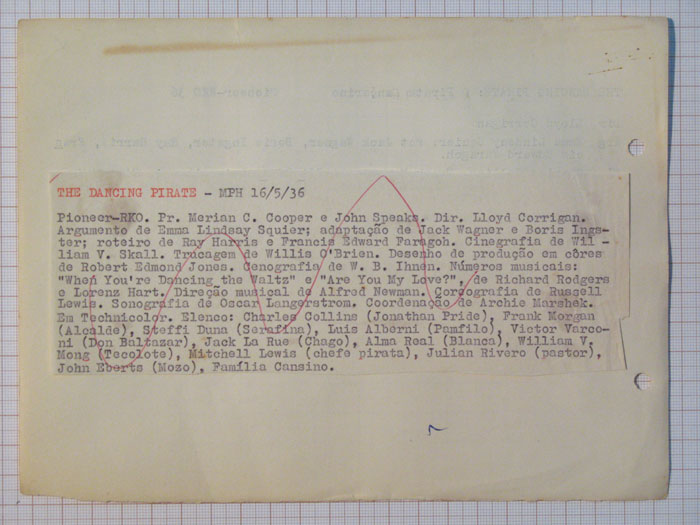 THE DANCING PIRATE - MPH 16/5/36
Pioneer-RKO. Pr. Merian C. Cooper e John Speaks. Dir. Lloyd Corrigan.
Argumento de Emma Lindsay Squier; adaptação de Jack Wagner e Boris Ings-
ter; roteiro de Ray Harris e Francis Edward Faragoh. Cinegrafia de Wil -
liam V. Skall. Trucagem de Willis O'Brien. Desenho de produção em côres
de Robert Edmond Jones. Cenografia de W. B. Ihnen. Números musicais:
"When You're Dancing the Waltz" e "Are You My Love?", de Richard Rodgers
e Lorenz Hart. Direção musical de Alfred Newman. Coreografia de Russell
Lewis. Sonografia de Oscar Langerstrom. Coordenação de Archie Marshek.
Em Technicolor. Elenco: Charles Collins (Jonathan Pride), Frank Morgan
(Alcalde), Steffi Duna (Serafina), Luis Alberni (Pamfilo), Victor Varco-
ni (Don Baltazar), Jack La Rue (Chago), Alma Real (Blanca), William V.
Mong (Tecolote), Mitchell Lewis (chefe pirata), Julian Rivero (pastor),
John Eberts (Mozo), Família Cansino.